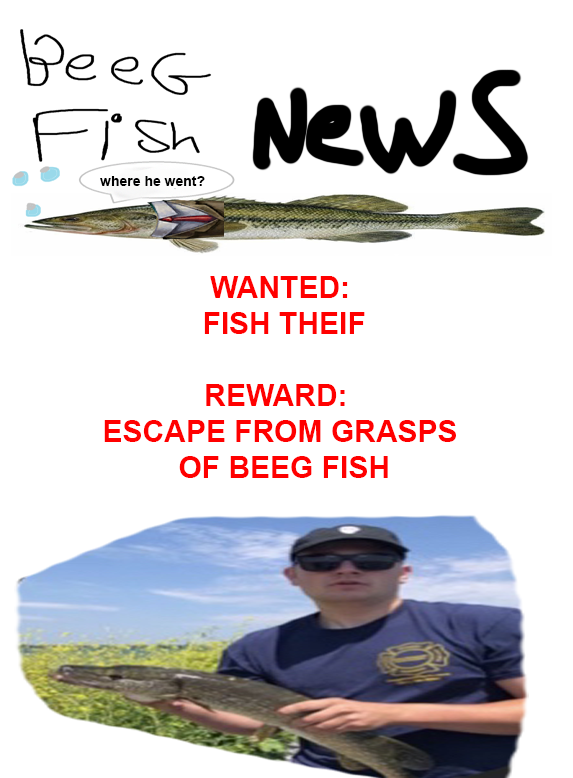 BeeG
Fish NewS
where he went?
WANTED:
FISH THEIF
REWARD:
ESCAPE FROM GRASPS
OF BEEG FISH